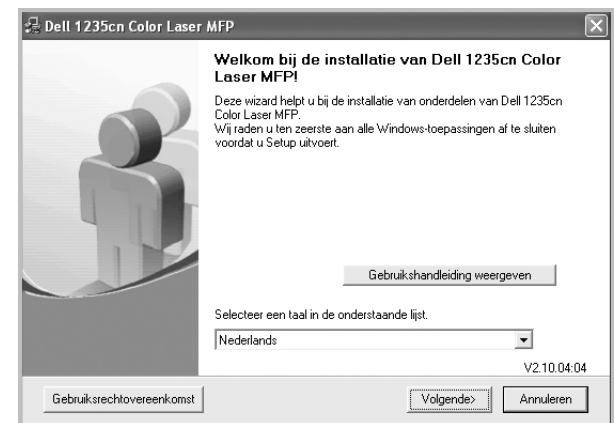 Dell 1235cn Color Laser MFP
Welkom bij de installatie van Dell 1235cn Color
Laser MFP!
Deze wizard helpt u bij de installatie van onderdelen van Dell 1235cn
Color Laser MFP.
Wij raden u ten zeerste aan alle Windows-toepassingen af te sluiten
voordat u Setup uitvoert.
Gebruikshandleiding weergeven
Selecteer een taal in de onderstaande lijst.
Nederlands
V2.10.04:04
Gebruiksrechtovereenkomst
Volgende>
Annuleren